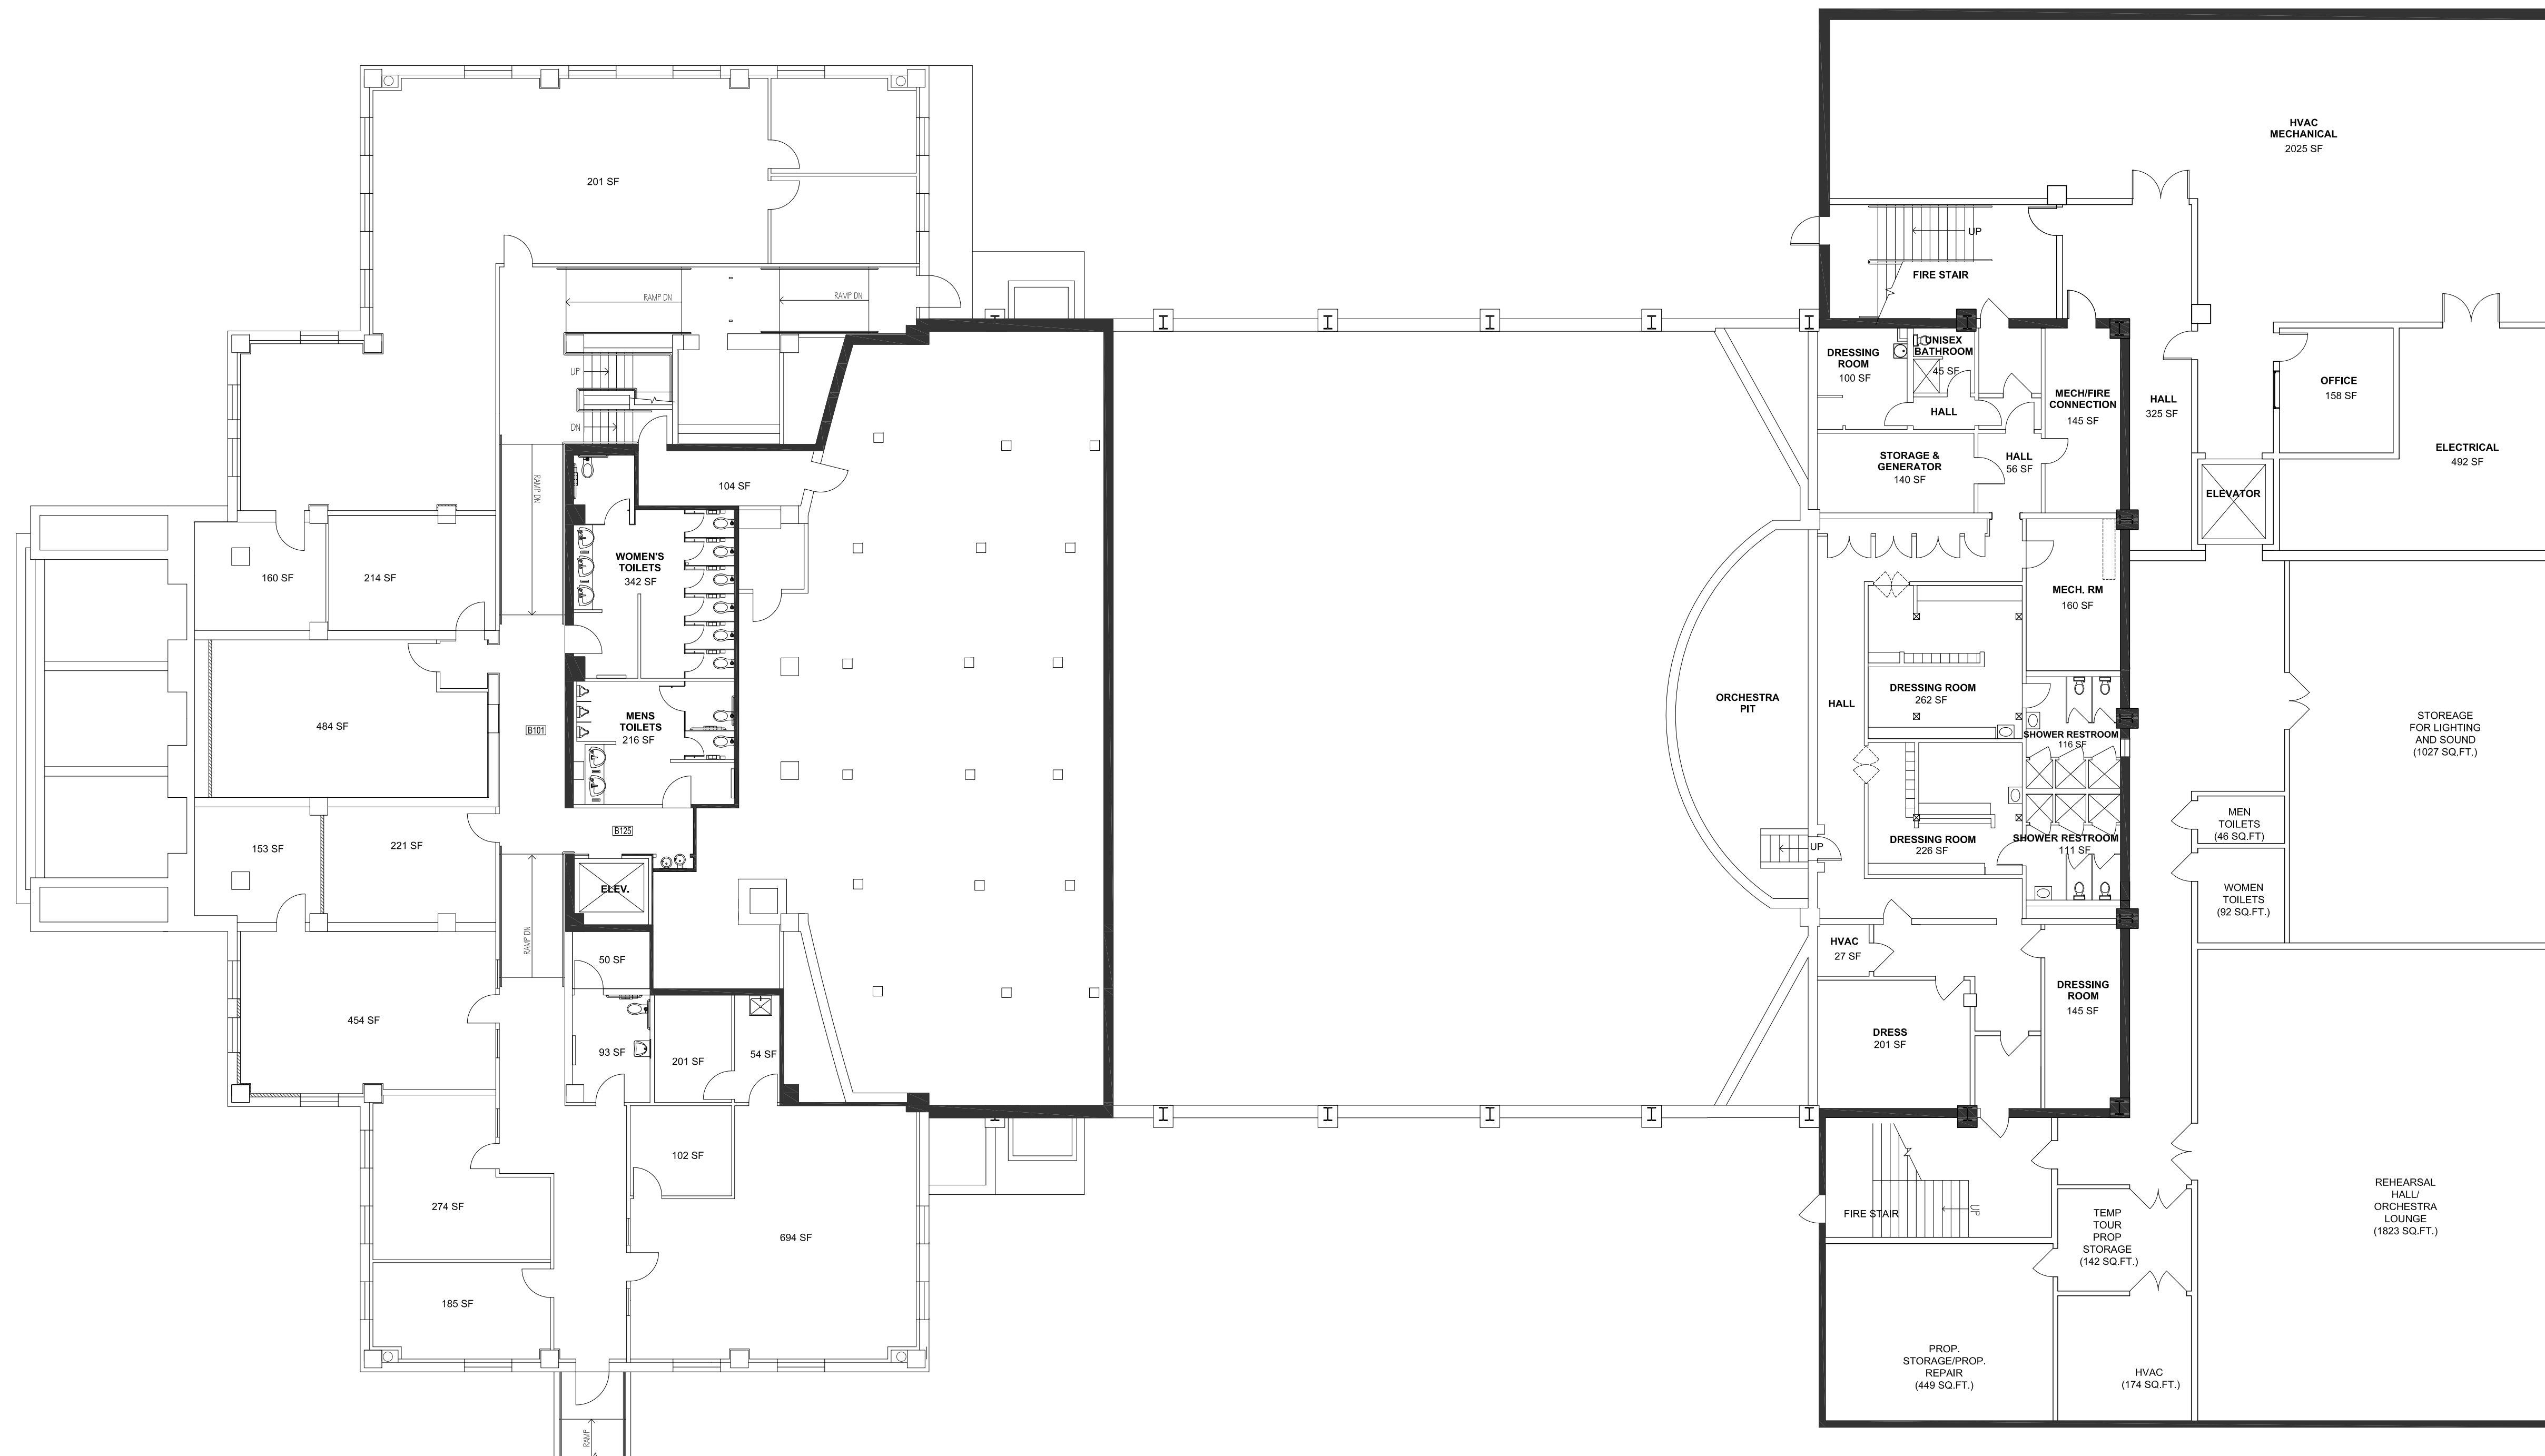 HVAC
MECHANICAL
2025 SF
201 SF
UP
FIRE STAIR
RAMP DN
RAMP DN
UP
DN
DRESSING
ROOM
100 SF
UNISEX
BATHROOM
45 SF
HALL
MECH/FIRE
CONNECTION
145 SF
HALL
325 SF
OFFICE
158 SF
ELECTRICAL
492 SF
STORAGE &
GENERATOR
140 SF
HALL
56 SF
ELEVATOR
RAMP DN
104 SF
WOMEN'S
TOILETS
342 SF
160 SF
214 SF
MECH. RM
160 SF
484 SF
B101
MENS
TOILETS
216 SF
ORCHESTRA
PIT
HALL
DRESSING ROOM
262 SF
SHOWER RESTROOM
116 SF
STOREAGE
FOR LIGHTING
AND SOUND
(1027 SQ.FT.)
MEN
TOILETS
(46 SQ.FT)
153 SF
221 SF
B125
UP
DRESSING ROOM
226 SF
SHOWER RESTROOM
111 SF
ELEV.
WOMEN
TOILETS
(92 SQ.FT.)
RAMP DN
50 SF
HVAC
27 SF
454 SF
93 SF
201 SF
54 SF
DRESS
201 SF
DRESSING
ROOM
145 SF
102 SF
274 SF
694 SF
185 SF
FIRE STAIR
UP
TEMP
TOUR
PROP
STORAGE
(142 SQ.FT.)
REHEARSAL
HALL/
ORCHESTRA
LOUNGE
(1823 SQ.FT.)
PROP.
STORAGE/PROP.
REPAIR
(449 SQ.FT.)
HVAC
(174 SQ.FT.)
RAMP